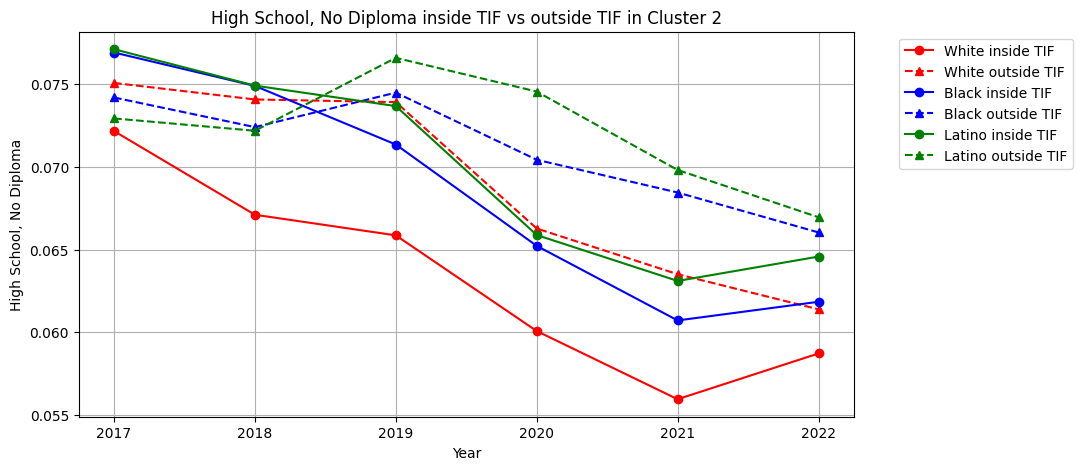 High School, No Diploma inside TIF vs outside TIF in Cluster 2
High School, No Diploma
0.075
0.070
0.065
0.060
0.055
2017 2018 2019 2020 2021 2022
Year
White inside TIF
White outside TIF
Black inside TIF
Black outside TIF
Latino inside TIF
Latino outside TIF